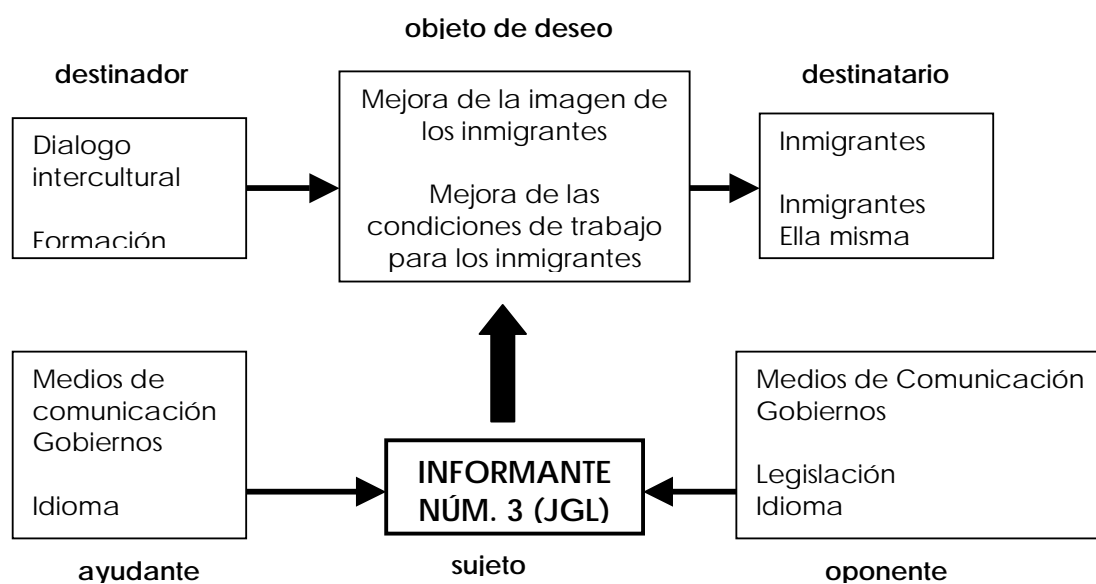 objeto de deseo
destinador
destinatario
Dialogo
intercultural
Formación
Mejora de la imagen de
los inmigrantes
Mejora de las
condiciones de trabajo
para los inmigrantes
Inmigrantes
Inmigrantes
Ella misma
Medios de
comunicación
Gobiernos
Idioma
INFORMANTE
NÚM. 3 (JGL)
Medios de Comunicación
Gobiernos
Legislación
Idioma
ayudante
sujeto
oponente